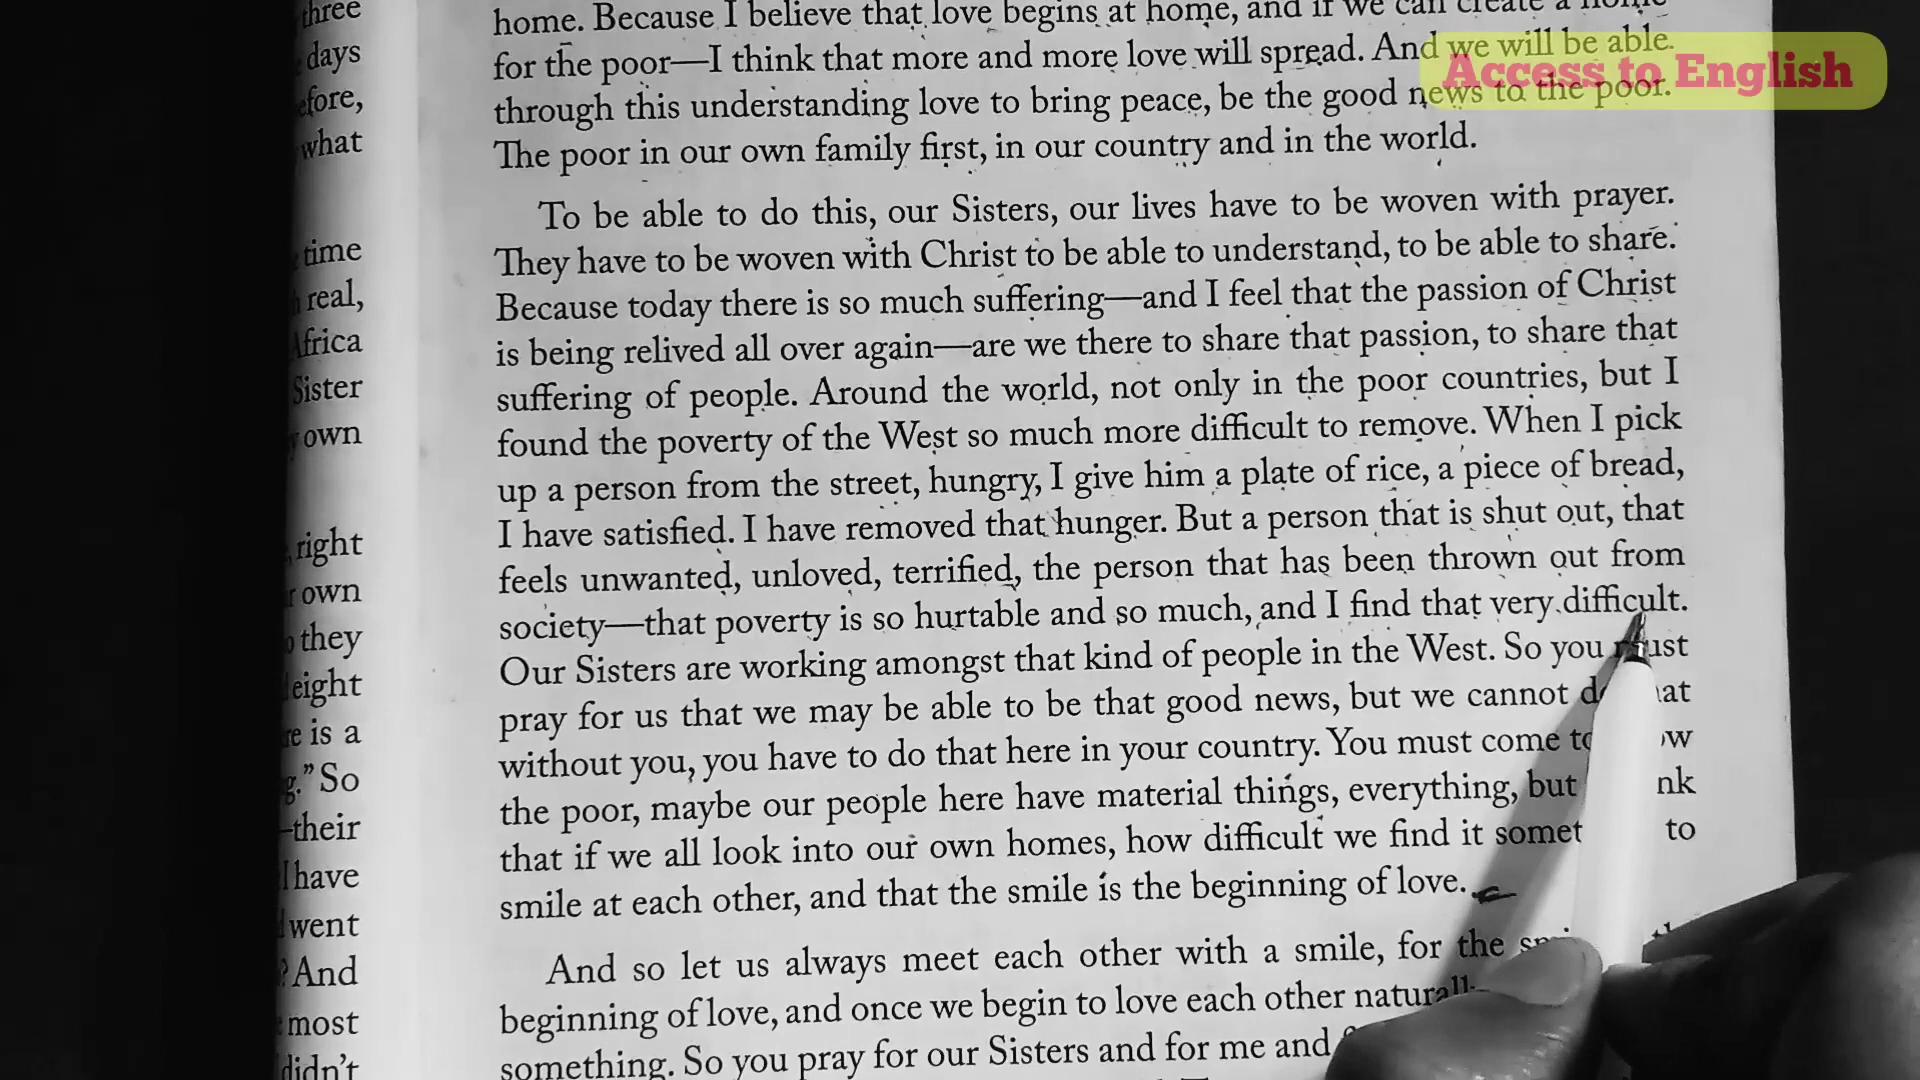 three
days
efore,
what
time
real,
Africa
Sister
own
right
own
they
eight
re is a
g.” So
—their
I have
went
? And
most
didn’t
home. Because I believe that love begins at home, and if we can create a home
for the poor—I think that more and more love will spread. And we will be able
through this understanding love to bring peace, be the good news to the poor.
The poor in our own family first, in our country and in the world.
To be able to do this, our Sisters, our lives have to be woven with prayer.
They have to be woven with Christ to be able to understand, to be able to share.
Because today there is so much suffering—and I feel that the passion of Christ
is being relived all over again—are we there to share that passion, to share that
suffering of people. Around the world, not only in the poor countries, but I
found the poverty of the West so much more difficult to remove. When I pick
up a person from the street, hungry, I give him a plate of rice, a piece of bread,
I have satisfied. I have removed that hunger. But a person that is shut out, that
feels unwanted, unloved, terrified, the person that has been thrown out from
society—that poverty is so hurtable and so much, and I find that very difficult.
Our Sisters are working amongst that kind of people in the West. So you must
pray for us that we may be able to be that good news, but we cannot do that
without you, you have to do that here in your country. You must come to
the poor, maybe our people here have material things, everything, but
that if we all look into our own homes, how difficult we find it to
smile at each other, and that the smile is the beginning of love.
And so let us always meet each other with a smile, for the
beginning of love, and once we begin to love each other
something. So you pray for our Sisters and for me and
Access to English